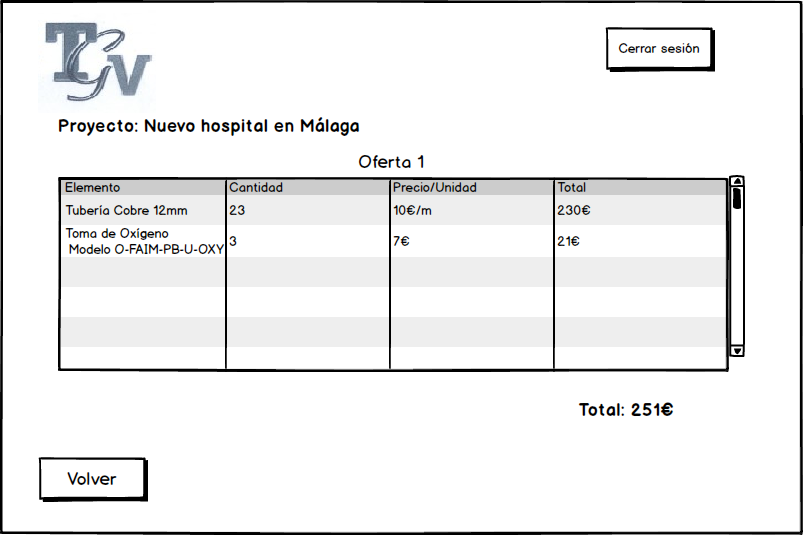 TGV
Cerrar sesión
Proyecto: Nuevo hospital en Málaga
Oferta 1
Elemento Cantidad Precio/Unidad Total
Tubería Cobre 12mm 23 10€/m 230€
Toma de Oxígeno
Modelo O-FAIM-PB-U-OXY 3 7€ 21€
Total: 251€
Volver